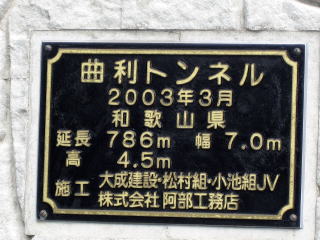 曲利トンネル
2003年3月
和歌山県
延長 786m 幅 7.0m
高 4.5m
施工 大成建設・松村組・小池組JV
株式会社 阿部工務店